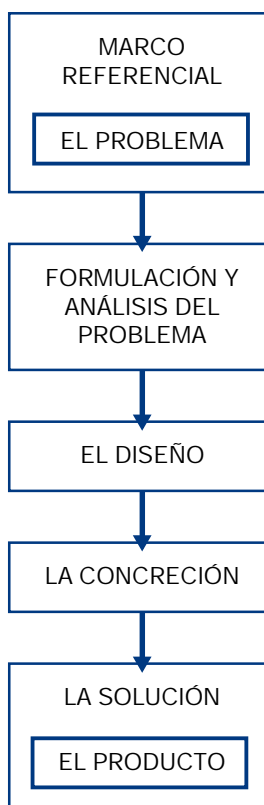 MARCO
REFERENCIAL
EL PROBLEMA
FORMULACIÓN Y
ANÁLISIS DEL
PROBLEMA
EL DISEÑO
LA CONCRECIÓN
LA SOLUCIÓN
EL PRODUCTO